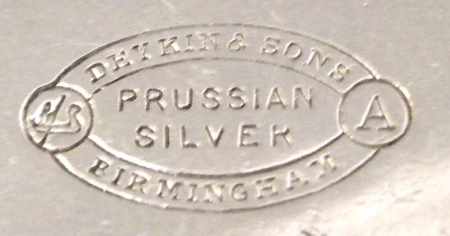 DEYKIN & SONS
PRUSSIAN
SILVER
A
BIRMINGHAM